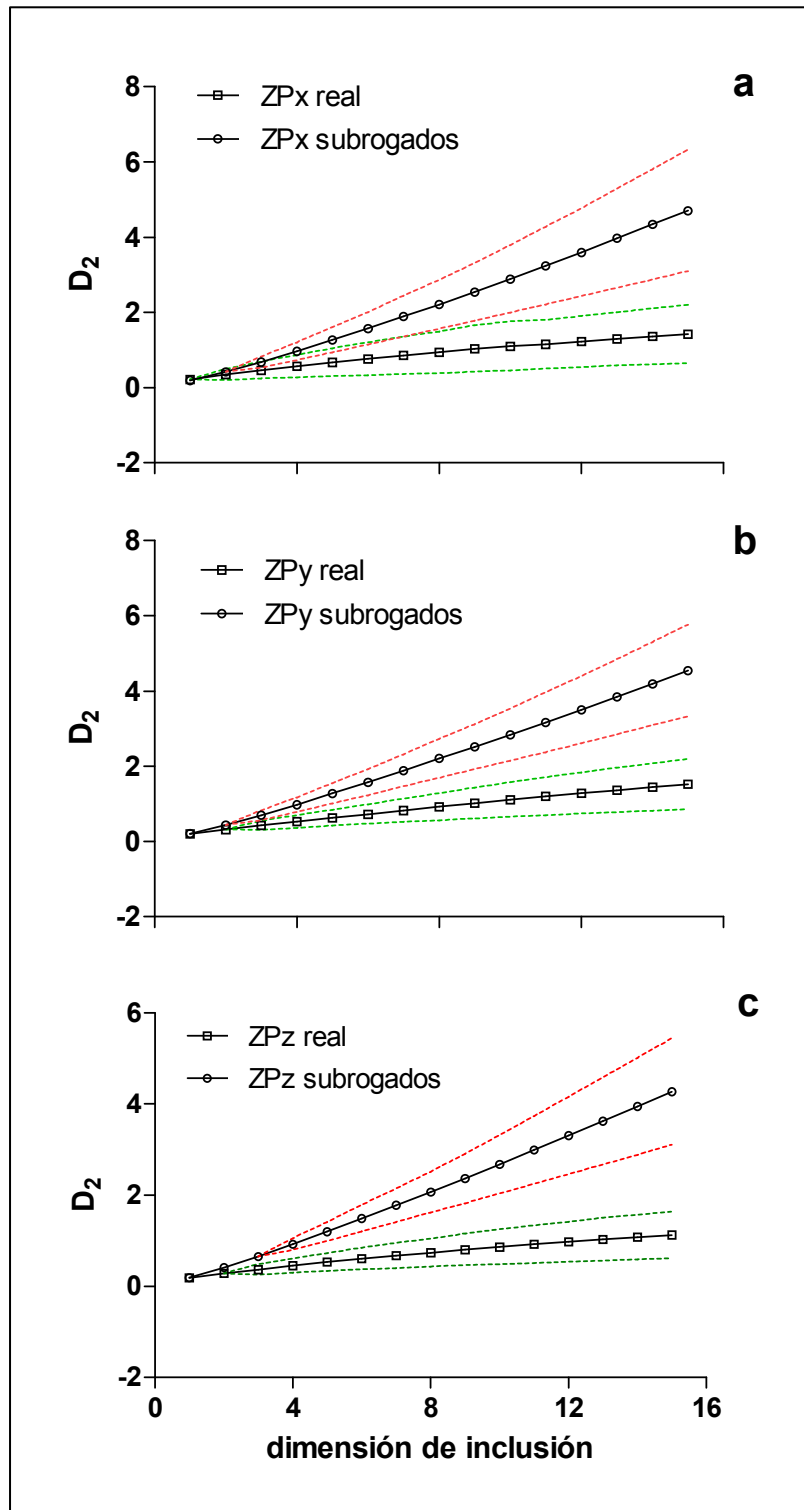 a
8
ZPx real
ZPx subrogados
6
4
D2
2
0
-2
b
8
ZPy real
ZPy subrogados
6
4
D2
2
0
-2
c
6
ZPz real
ZPz subrogados
4
D2
2
0
-2
0 4 8 12 16
dimensión de inclusión